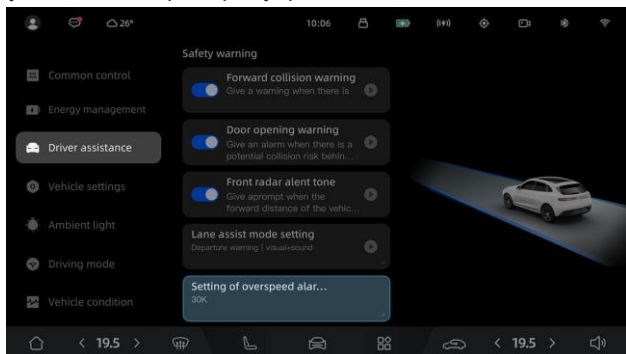 26°
10:06
Safety warning
Common control
Energy management
Driver assistance
Vehicle settings
Ambient light
Driving mode
Vehicle condition
Forward collision warning
Give a warning when there is
Door opening warning
Give an alarm when there is a
potential collision risk behin...
Front radar alent tone
Give aprompt when the
forward distance of the vehic...
Lane assist mode setting
Departure warning | visual+sound
Setting of overspeed alar...
30K
19.5
19.5